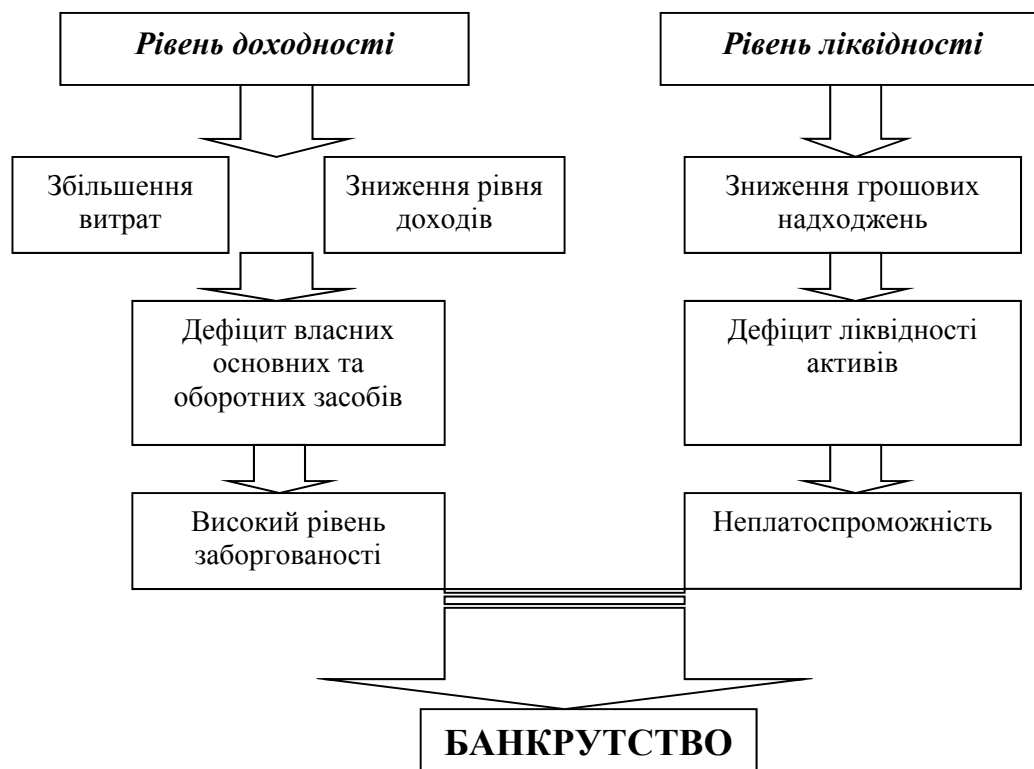 Рівень доходності
Рівень ліквідності
Збільшення
витрат
Зниження рівня
доходів
Зниження грошових
надходжень
Дефіцит власних
основних та
оборотних засобів
Дефіцит ліквідності
активів
Високий рівень
заборгованості
Неплатоспроможність
БАНКРУТСТВО